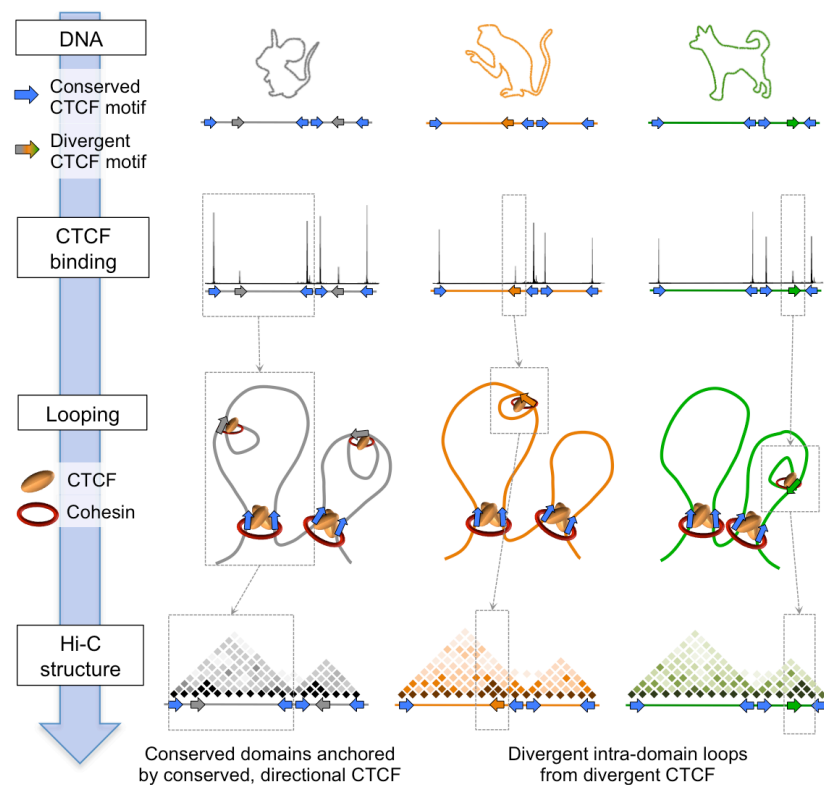 DNA
Conserved
CTCF motif
Divergent
CTCF motif
CTCF
binding
Looping
CTCF
Cohesin
Hi-C
structure
Conserved domains anchored
by conserved, directional CTCF
Divergent intra-domain loops
from divergent CTCF